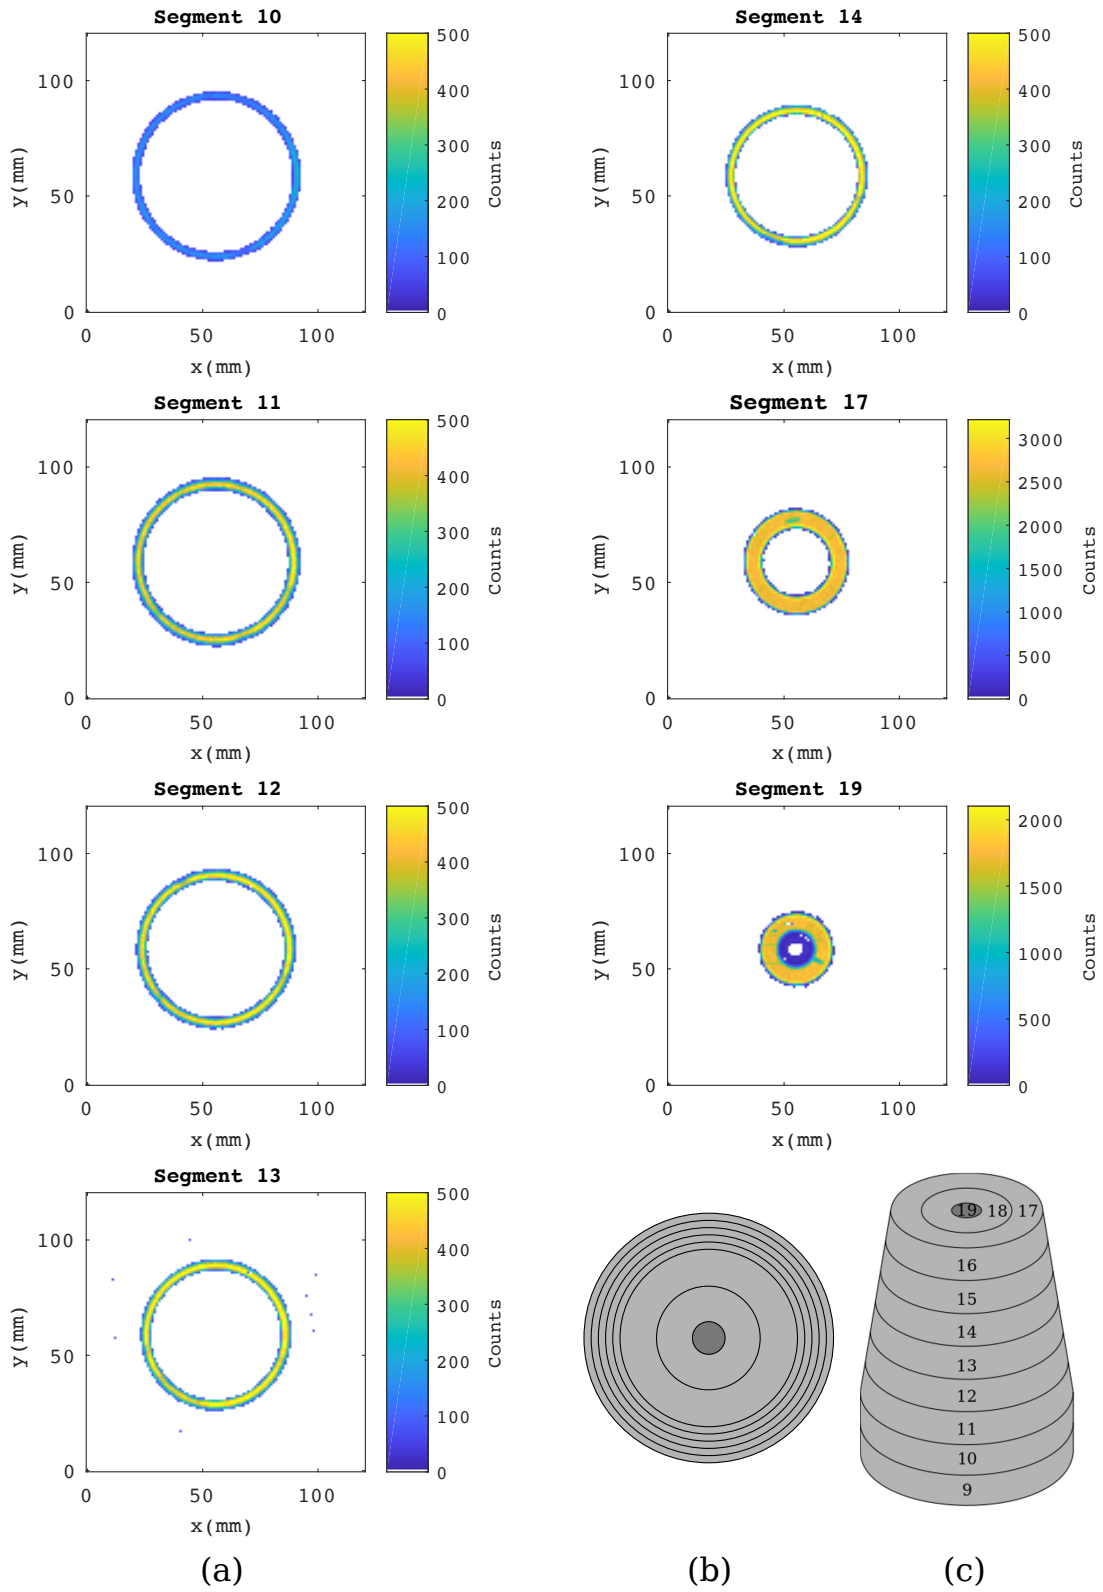 Segment 10
500
400
300
200
100
0
Counts
100
50
0
y(mm)
0 50 100
x(mm)
Segment 14
500
400
300
200
100
0
Counts
100
50
0
y(mm)
0 50 100
x(mm)
Segment 11
500
400
300
200
100
0
Counts
100
50
0
y(mm)
0 50 100
x(mm)
Segment 17
3000
2500
2000
1500
1000
500
0
Counts
100
50
0
y(mm)
0 50 100
x(mm)
Segment 12
500
400
300
200
100
0
Counts
100
50
0
y(mm)
0 50 100
x(mm)
Segment 19
2000
1500
1000
500
0
Counts
100
50
0
y(mm)
0 50 100
x(mm)
Segment 13
500
400
300
200
100
0
Counts
100
50
0
y(mm)
0 50 100
x(mm)
19 18 17
16
15
14
13
12
11
10
9
(a) (b) (c)